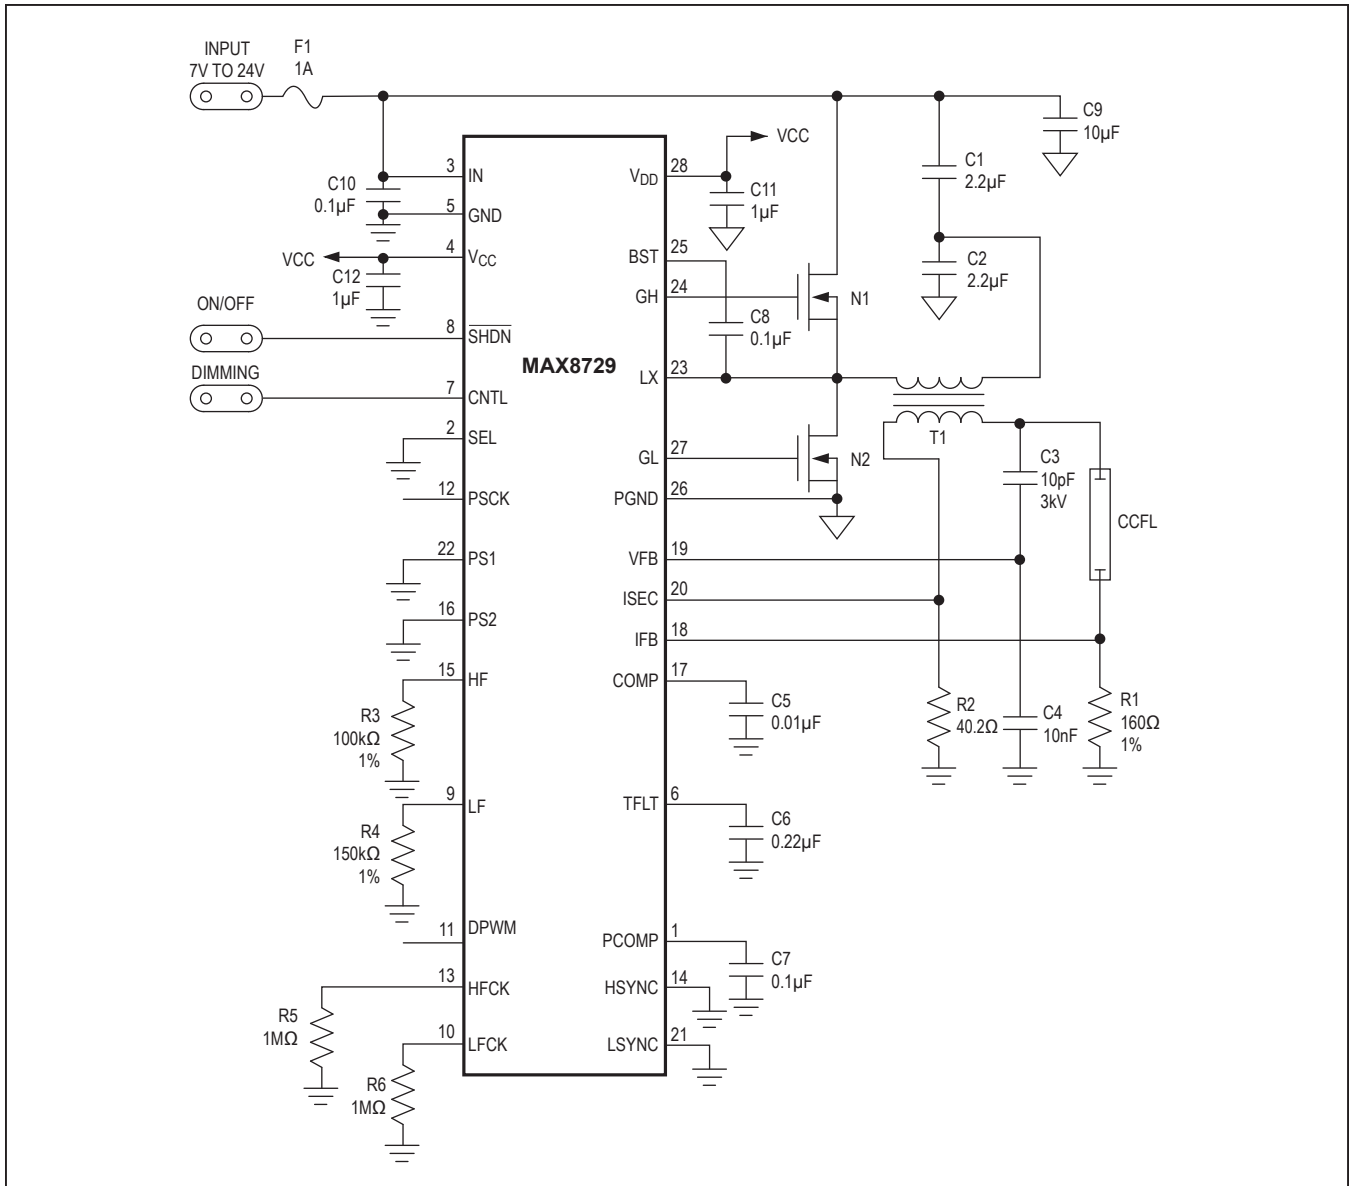 INPUT
7V TO 24V
F1
1A
C9
10µF
VCC
C1
2.2µF
C10
0.1µF
3
IN
VDD
28
C11
1µF
5
GND
VCC
4
VCC
BST
25
C2
2.2µF
C12
1µF
GH
24
N1
ON/OFF
8
SHDN
C8
0.1µF
MAX8729
DIMMING
LX
23
7
CNTL
2
SEL
GL
27
N2
T1
C3
10pF
3kV
12
PSCK
PGND
26
CCFL
22
PS1
VFB
19
ISEC
20
16
PS2
IFB
18
15
HF
COMP
17
R3
100kΩ
1%
C5
0.01µF
R2
40.2Ω
C4
10nF
R1
160Ω
1%
9
LF
TFLT
6
R4
150kΩ
1%
C6
0.22µF
11
DPWM
PCOMP
1
C7
0.1µF
13
HFCK
HSYNC
14
R5
1MΩ
10
LFCK
LSYNC
21
R6
1MΩ